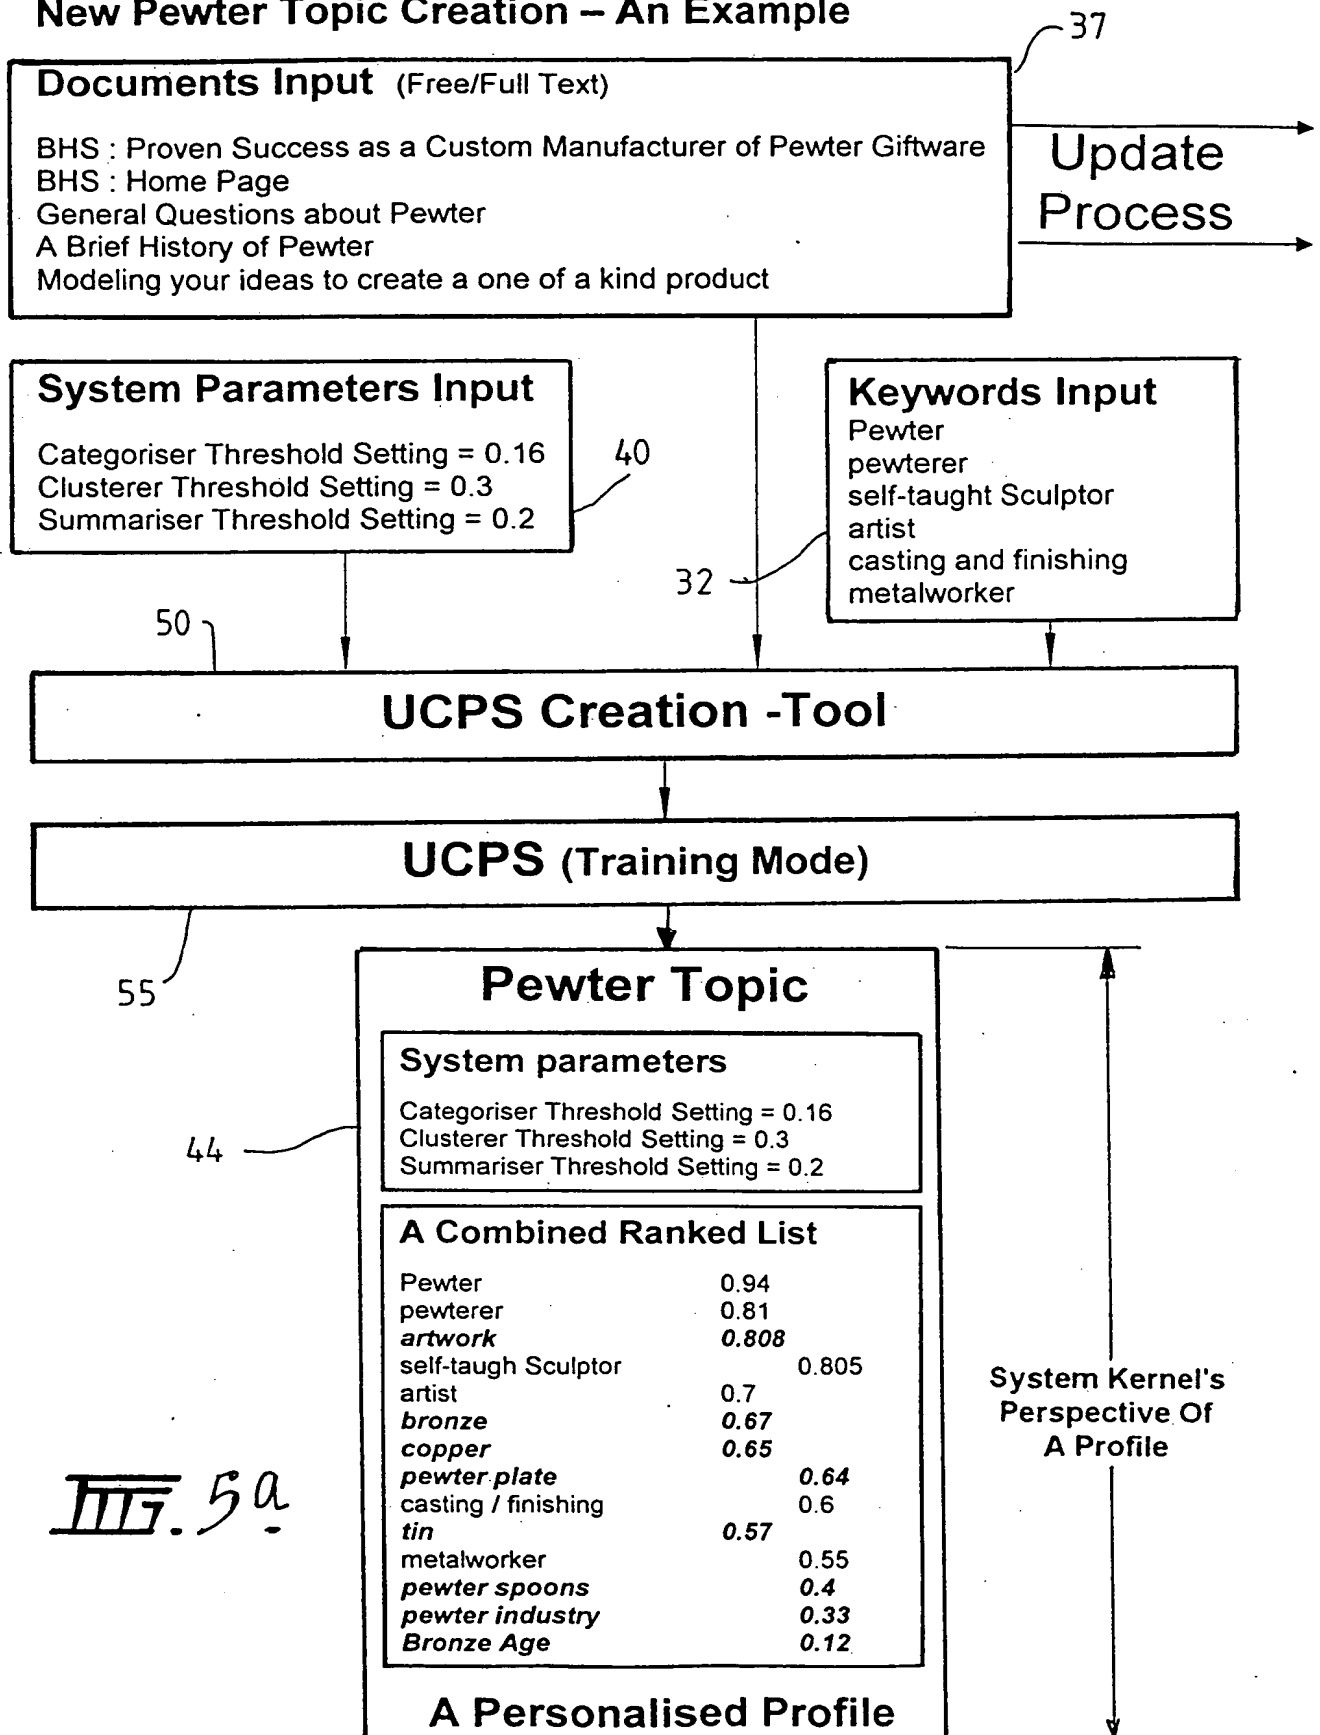 New Pewter Topic Creation – An Example
37
Documents Input (Free/Full Text)
BHS : Proven Success as a Custom Manufacturer of Pewter Giftware
BHS : Home Page
General Questions about Pewter
A Brief History of Pewter
Modeling your ideas to create a one of a kind product
Update
Process
System Parameters Input
Categoriser Threshold Setting = 0.16
Clusterer Threshold Setting = 0.3
Summariser Threshold Setting = 0.2
40
Keywords Input
Pewter
pewterer
self-taught Sculptor
artist
casting and finishing
metalworker
32
50
UCPS Creation -Tool
UCPS (Training Mode)
55
Pewter Topic
System parameters
Categoriser Threshold Setting = 0.16
Clusterer Threshold Setting = 0.3
Summariser Threshold Setting = 0.2
44
A Combined Ranked List
Pewter 0.94
pewterer 0.81
artwork 0.808
self-taugh Sculptor 0.805
artist 0.7
bronze 0.67
copper 0.65
pewter plate 0.64
casting / finishing 0.6
tin 0.57
metalworker 0.55
pewter spoons 0.4
pewter industry 0.33
Bronze Age 0.12
A Personalised Profile
System Kernel's
Perspective Of
A Profile
FIG. 5a